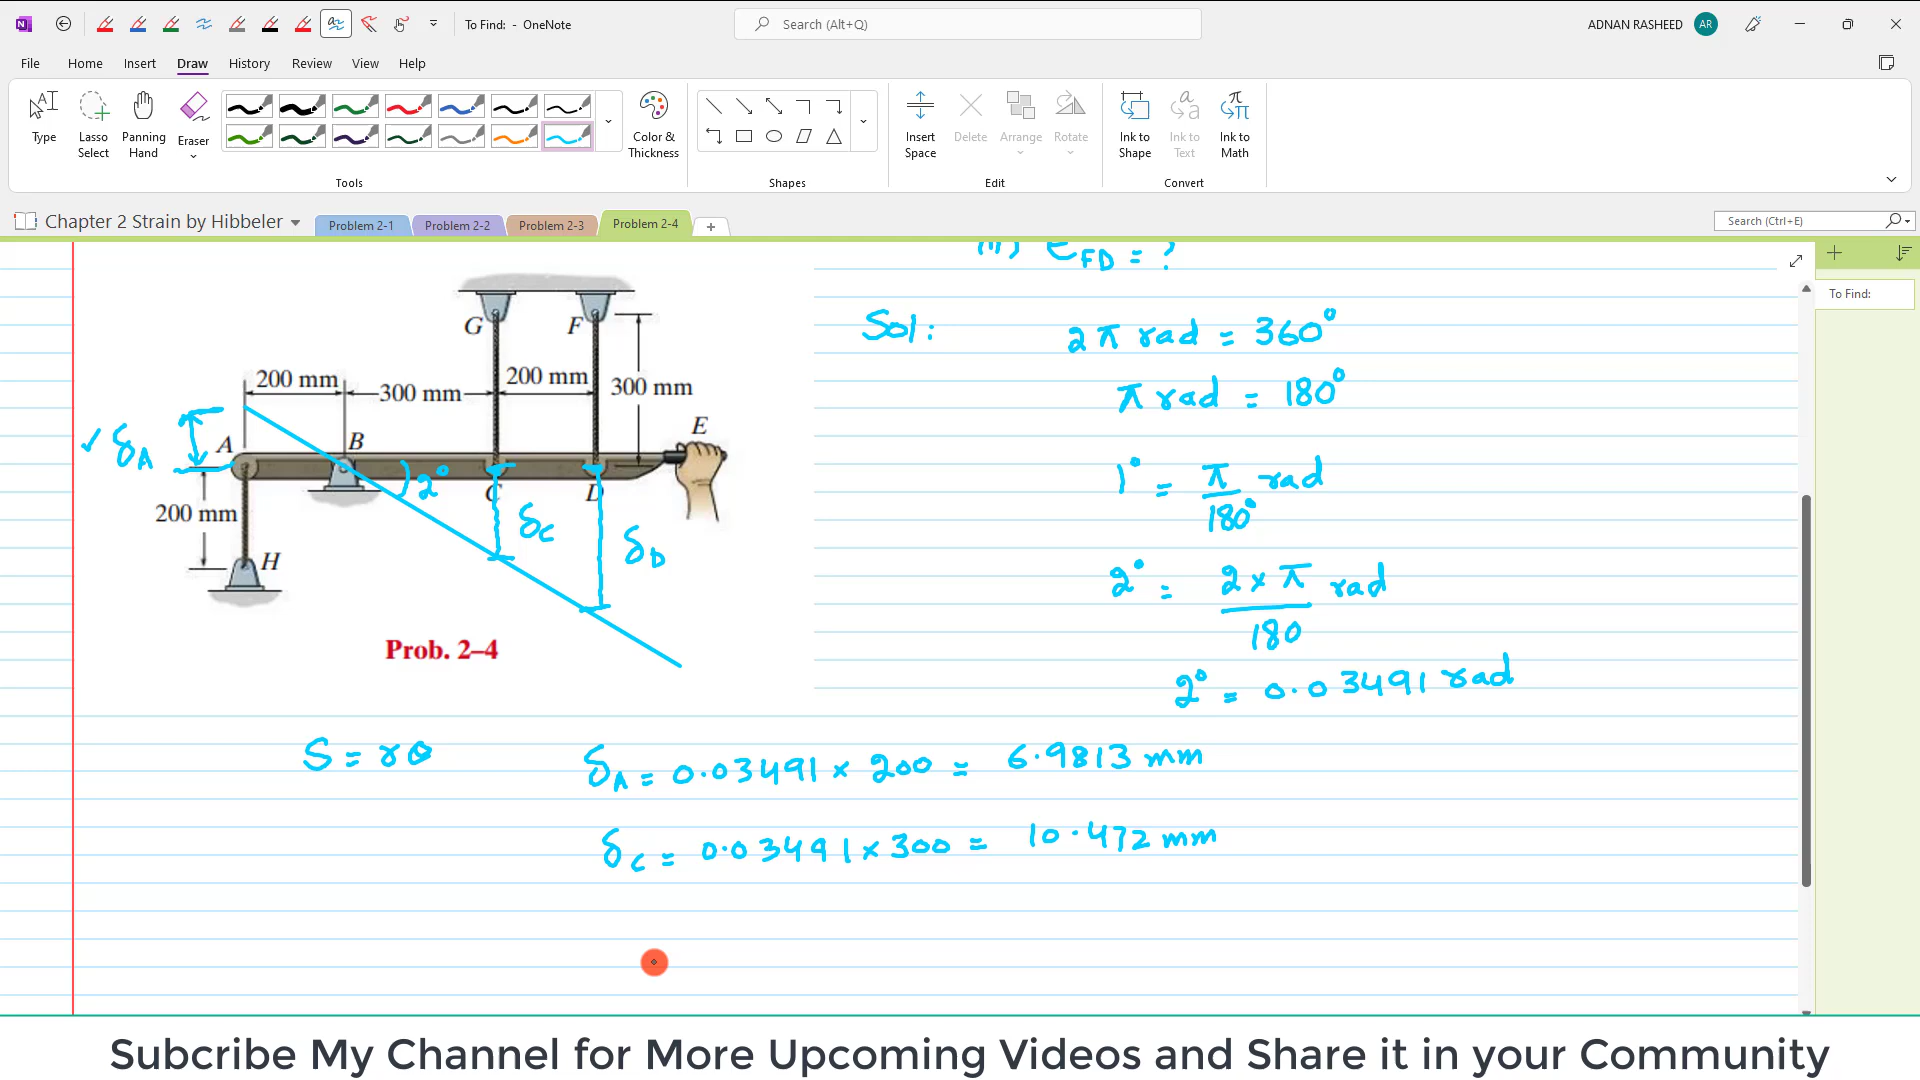 To Find: - OneNote
Search (Alt+Q)
ADNAN RASHEED
AR
File Home Insert Draw History Review View Help
Type
Lasso Select
Panning Hand
Eraser
Color & Thickness
Insert Space
Delete
Arrange
Rotate
Ink to Shape
Ink to Text
Ink to Math
Tools
Shapes
Edit
Convert
Chapter 2 Strain by Hibbeler
Problem 2-1
Problem 2-2
Problem 2-3
Problem 2-4
Search (Ctrl+E)
To Find:
ϵFD = ?
G F
200 mm
300 mm
200 mm
300 mm
✓ δA
A
B
E
2°
C
D
200 mm
δC
δD
H
Prob. 2–4
Sol: 2π rad = 360°
π rad = 180°
1° = π/180° rad
2° = 2×π/180 rad
2° = 0.03491 rad
S = rθ
δA = 0.03491 × 200 = 6.9813 mm
δC = 0.03491 × 300 = 10.472 mm
Subcribe My Channel for More Upcoming Videos and Share it in your Community